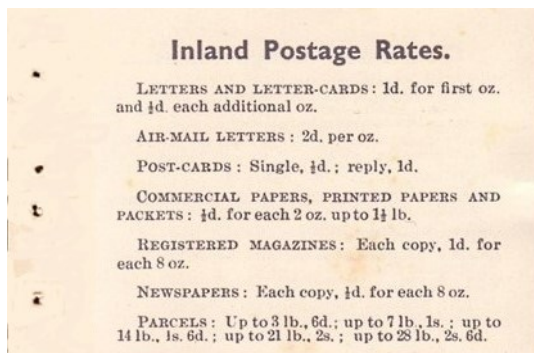 Inland Postage Rates.
LETTERS AND LETTER-CARDS: 1d. for first oz.
and ½d. each additional oz.
AIR-MAIL LETTERS: 2d. per oz.
POST-CARDS: Single, ½d.; reply, 1d.
COMMERCIAL PAPERS, PRINTED PAPERS AND
PACKETS: ½d. for each 2 oz. up to 1½ lb.
REGISTERED MAGAZINES: Each copy, 1d. for
each 8 oz.
NEWSPAPERS: Each copy, ½d. for each 8 oz.
PARCELS: Up to 3 lb., 6d.; up to 7 lb., 1s.; up to
14 lb., 1s. 6d.; up to 21 lb., 2s.; up to 28 lb., 2s. 6d.